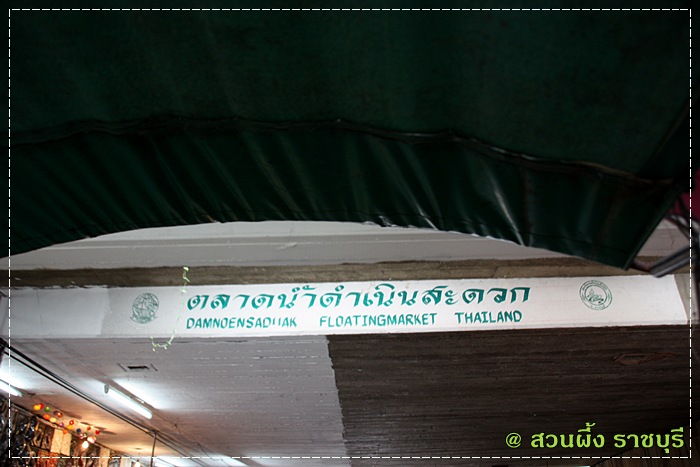 ตลาดน้ำดำเนินสะดวก
DAMNOENSADUAK FLOATINGMARKET THAILAND
@ สวนผึ้ง ราชบุรี